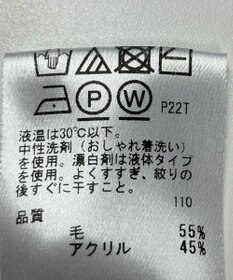 P W P22T
液温は30℃以下。
中性洗剤（おしゃれ着洗い）
を使用。漂白剤は液体タイプ
を使用。よくすすぎ、絞りの
後すぐに干すこと。
110
品質
毛 55%
アクリル 45%